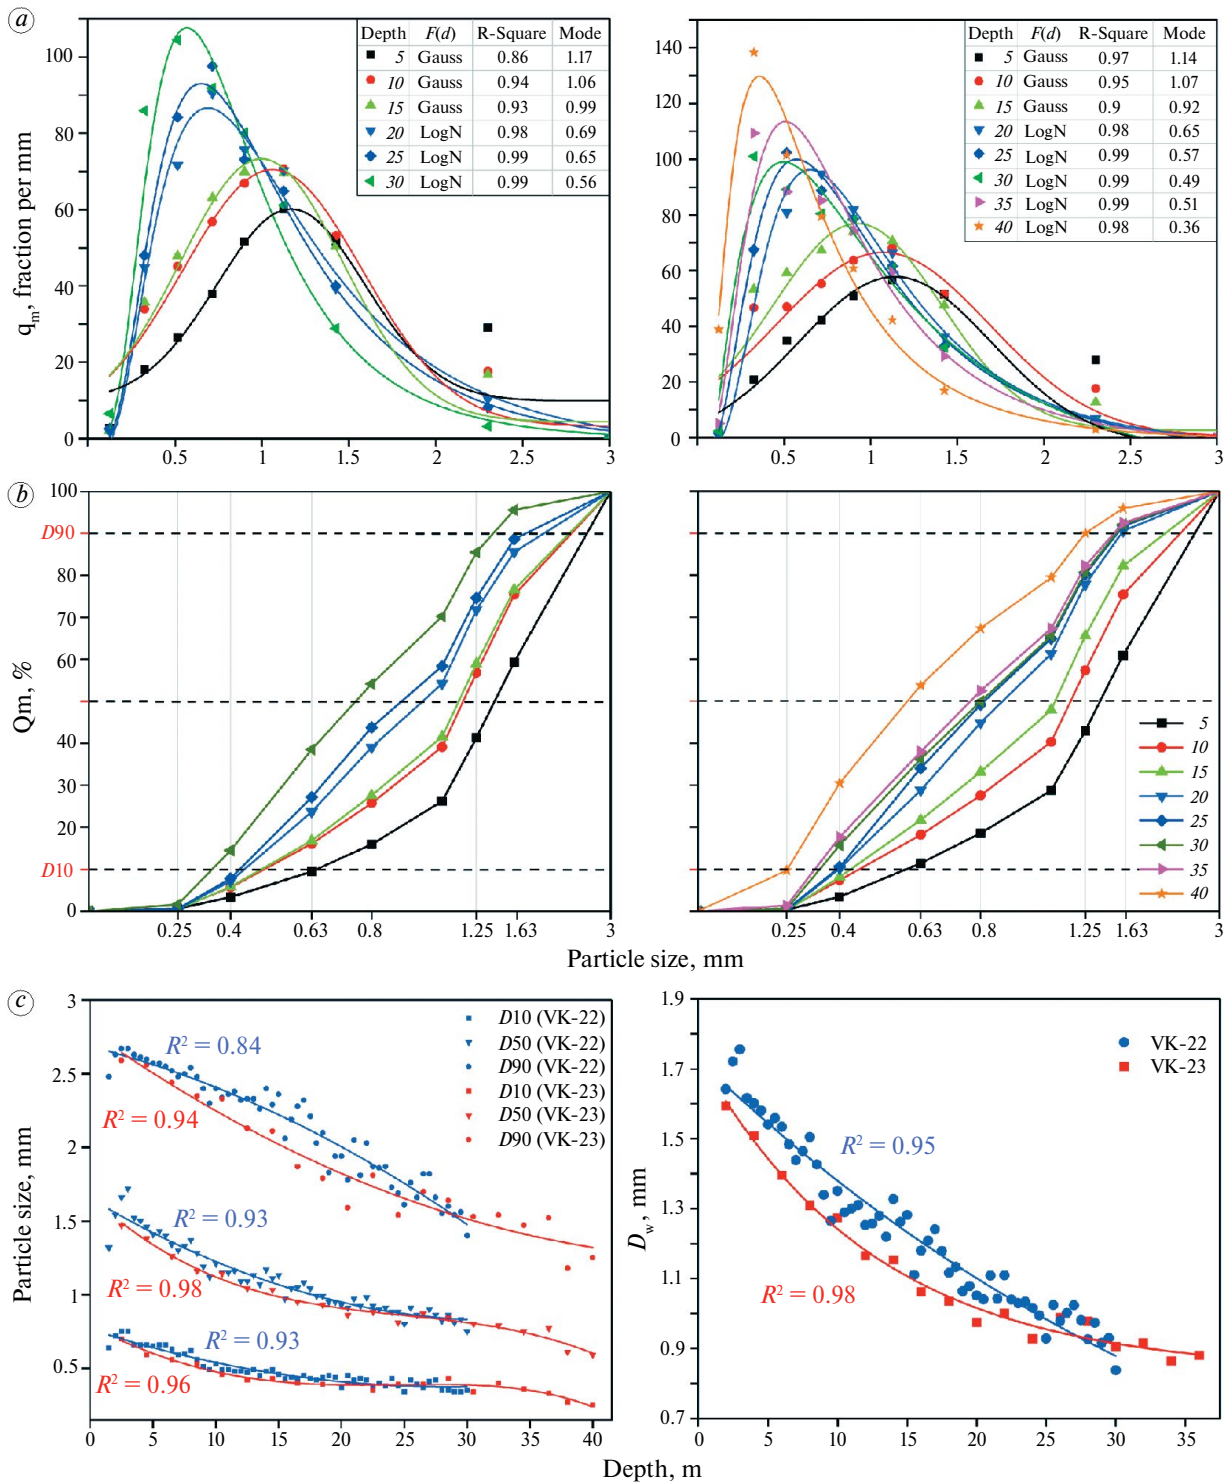 a
Depth F(d) R-Square Mode
5 Gauss 0.86 1.17
10 Gauss 0.94 1.06
15 Gauss 0.93 0.99
20 LogN 0.98 0.69
25 LogN 0.99 0.65
30 LogN 0.99 0.56
Depth F(d) R-Square Mode
5 Gauss 0.97 1.14
10 Gauss 0.95 1.07
15 Gauss 0.9 0.92
20 LogN 0.98 0.65
25 LogN 0.99 0.57
30 LogN 0.99 0.49
35 LogN 0.99 0.51
40 LogN 0.98 0.36
qm, fraction per mm
100
80
60
40
20
0
0.5 1 1.5 2 2.5 3
140
120
100
80
60
40
20
0
0.5 1 1.5 2 2.5 3
b
Qm, %
100
D90
80
70
60
40
30
20
D10
0
0.25 0.4 0.63 0.8 1.25 1.63 3
5
10
15
20
25
30
35
40
0.25 0.4 0.63 0.8 1.25 1.63 3
Particle size, mm
c
Particle size, mm
3
2.5
2
1.5
1
0.5
R² = 0.84
R² = 0.94
R² = 0.93
R² = 0.98
R² = 0.93
R² = 0.96
D10 (VK-22)
D50 (VK-22)
D90 (VK-22)
D10 (VK-23)
D50 (VK-23)
D90 (VK-23)
0 5 10 15 20 25 30 35 40
Dw, mm
1.9
1.7
1.5
1.3
1.1
0.9
0.7
VK-22
VK-23
R² = 0.95
R² = 0.98
0 5 10 15 20 25 30 35
Depth, m